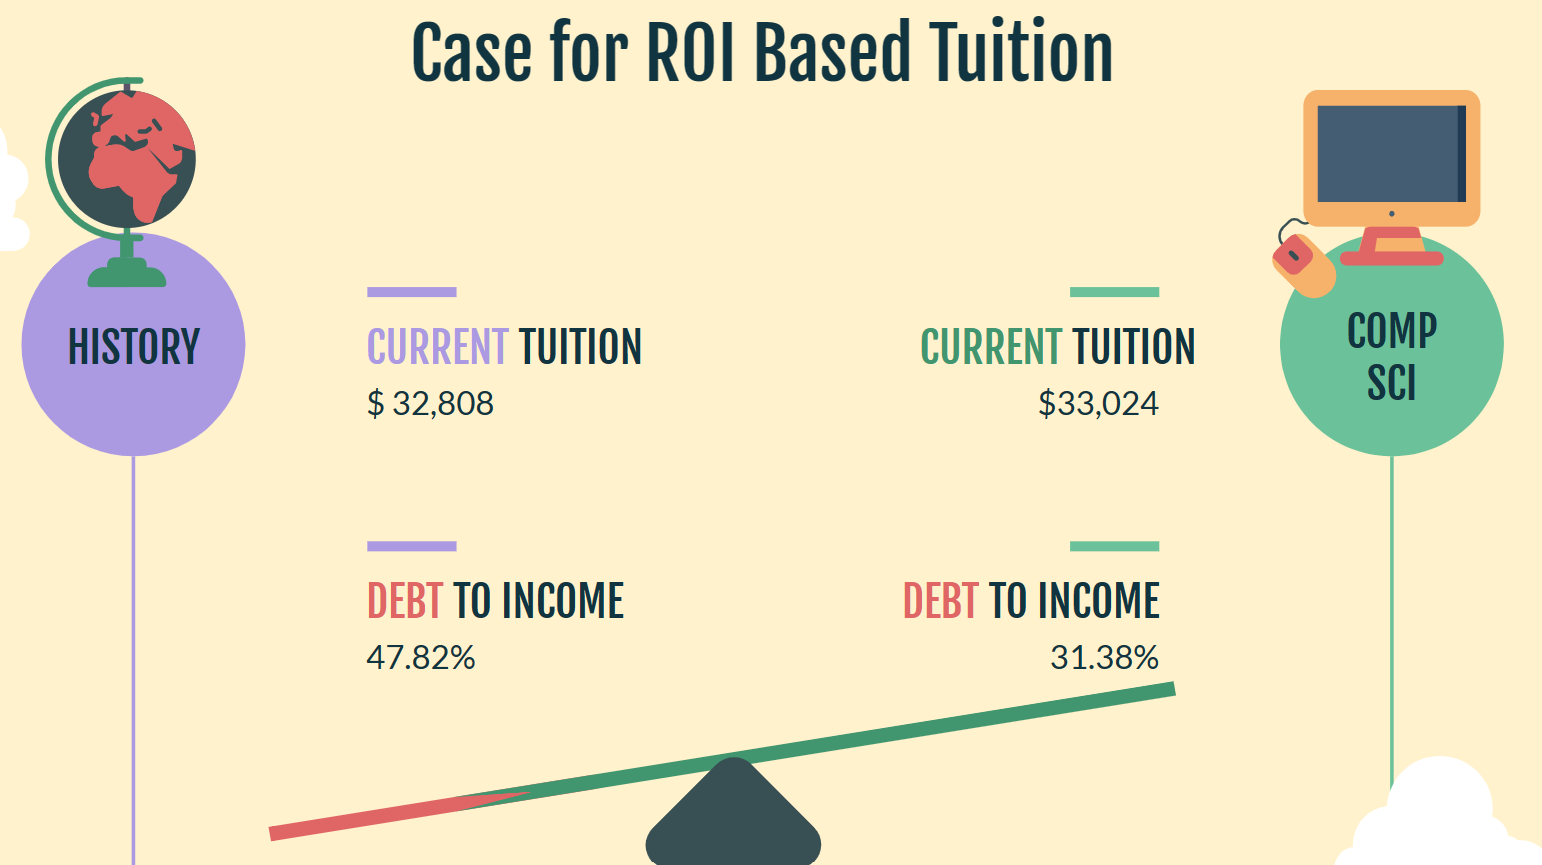 Case for ROI Based Tuition
HISTORY
CURRENT TUITION
$ 32,808
DEBT TO INCOME
47.82%
CURRENT TUITION
$33,024
DEBT TO INCOME
31.38%
COMP
SCI